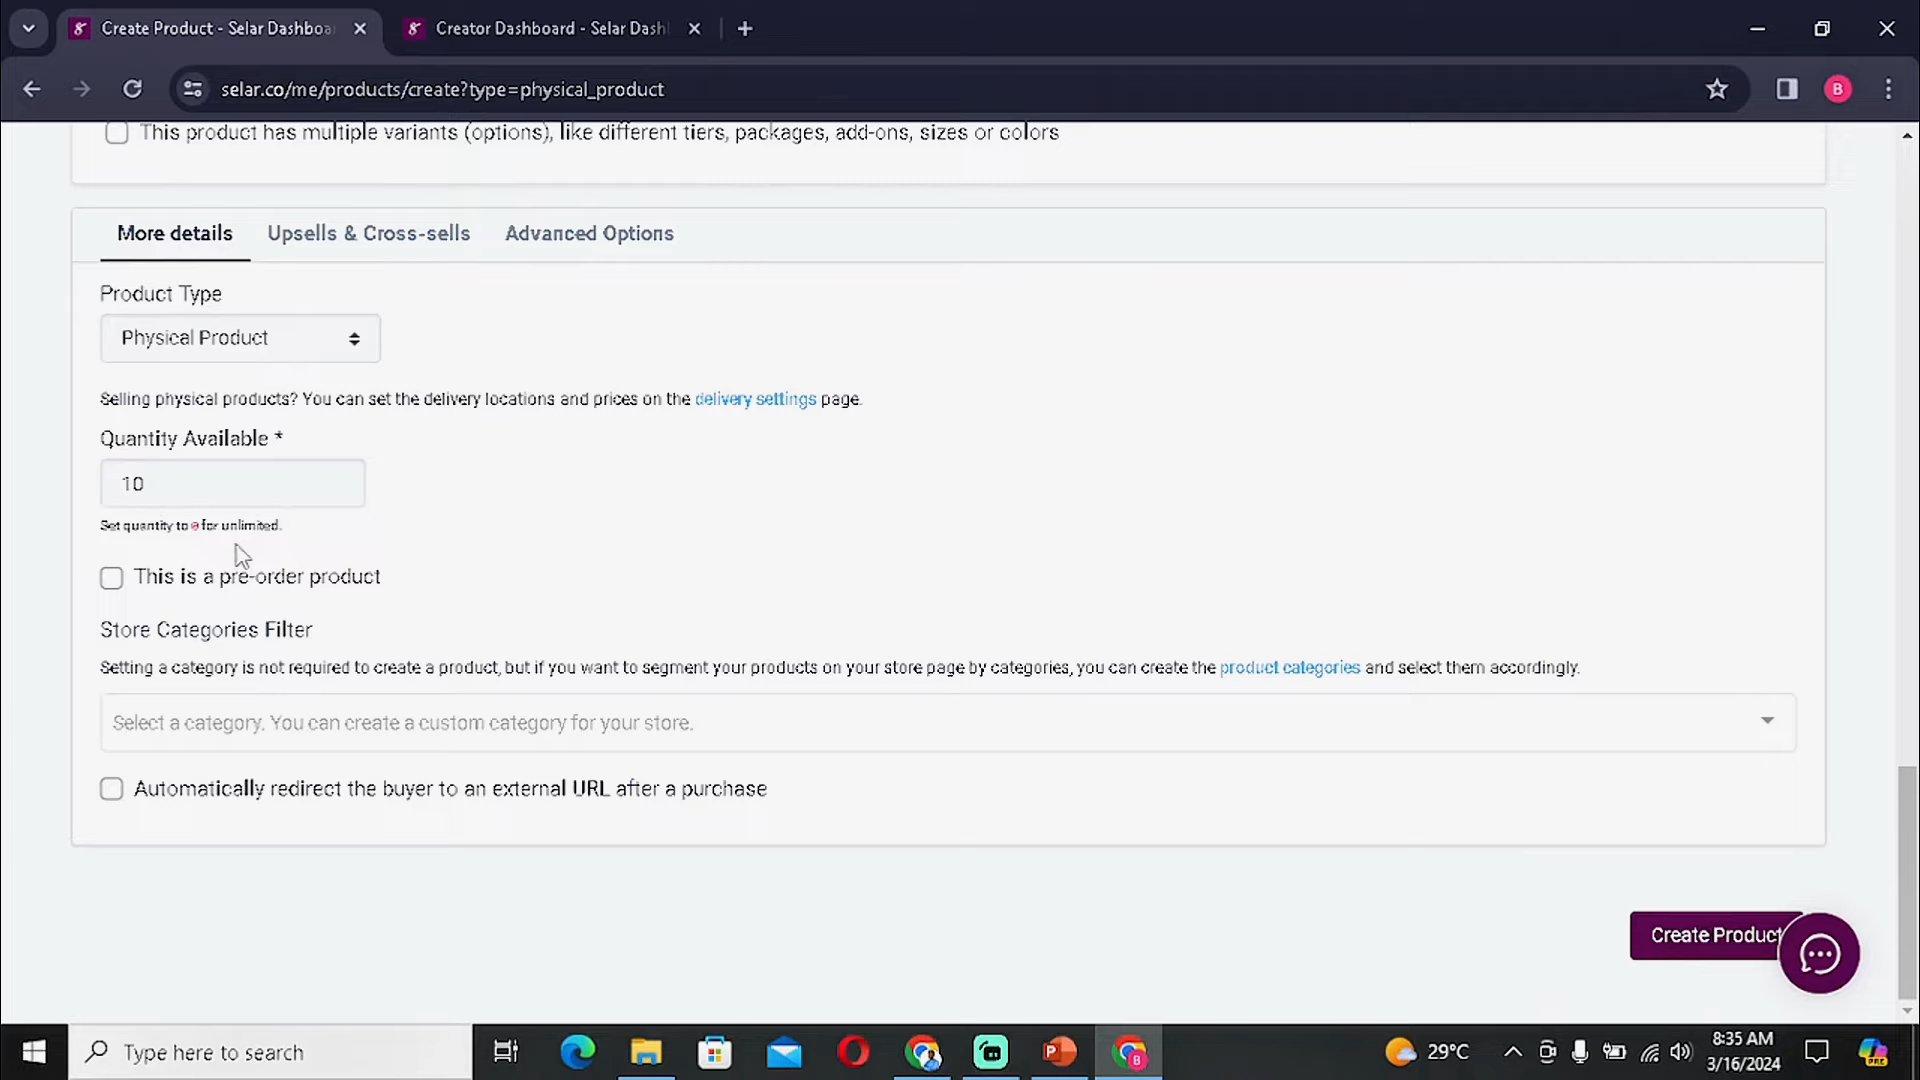 Create Product - Selar Dashboa
Creator Dashboard - Selar Dash
selar.co/me/products/create?type=physical_product
B
This product has multiple variants (options), like different tiers, packages, add-ons, sizes or colors
More details
Upsells & Cross-sells
Advanced Options
Product Type
Physical Product
Selling physical products? You can set the delivery locations and prices on the delivery settings page.
Quantity Available *
10
Set quantity to 0 for unlimited.
This is a pre-order product
Store Categories Filter
Setting a category is not required to create a product, but if you want to segment your products on your store page by categories, you can create the product categories and select them accordingly.
Select a category. You can create a custom category for your store.
Automatically redirect the buyer to an external URL after a purchase
Create Product
Type here to search
29°C
8:35 AM
3/16/2024